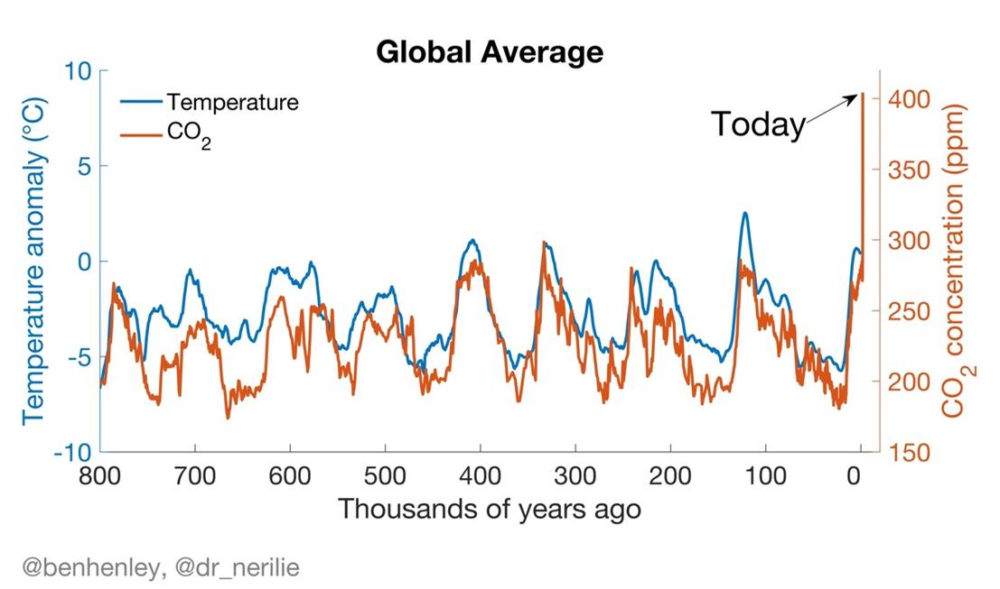 Global Average
Temperature
CO2
Today
Temperature anomaly (°C)
10
5
0
-5
-10
CO2 concentration (ppm)
400
350
300
250
200
150
800 700 600 500 400 300 200 100 0
Thousands of years ago
@benhenley, @dr_nerilie